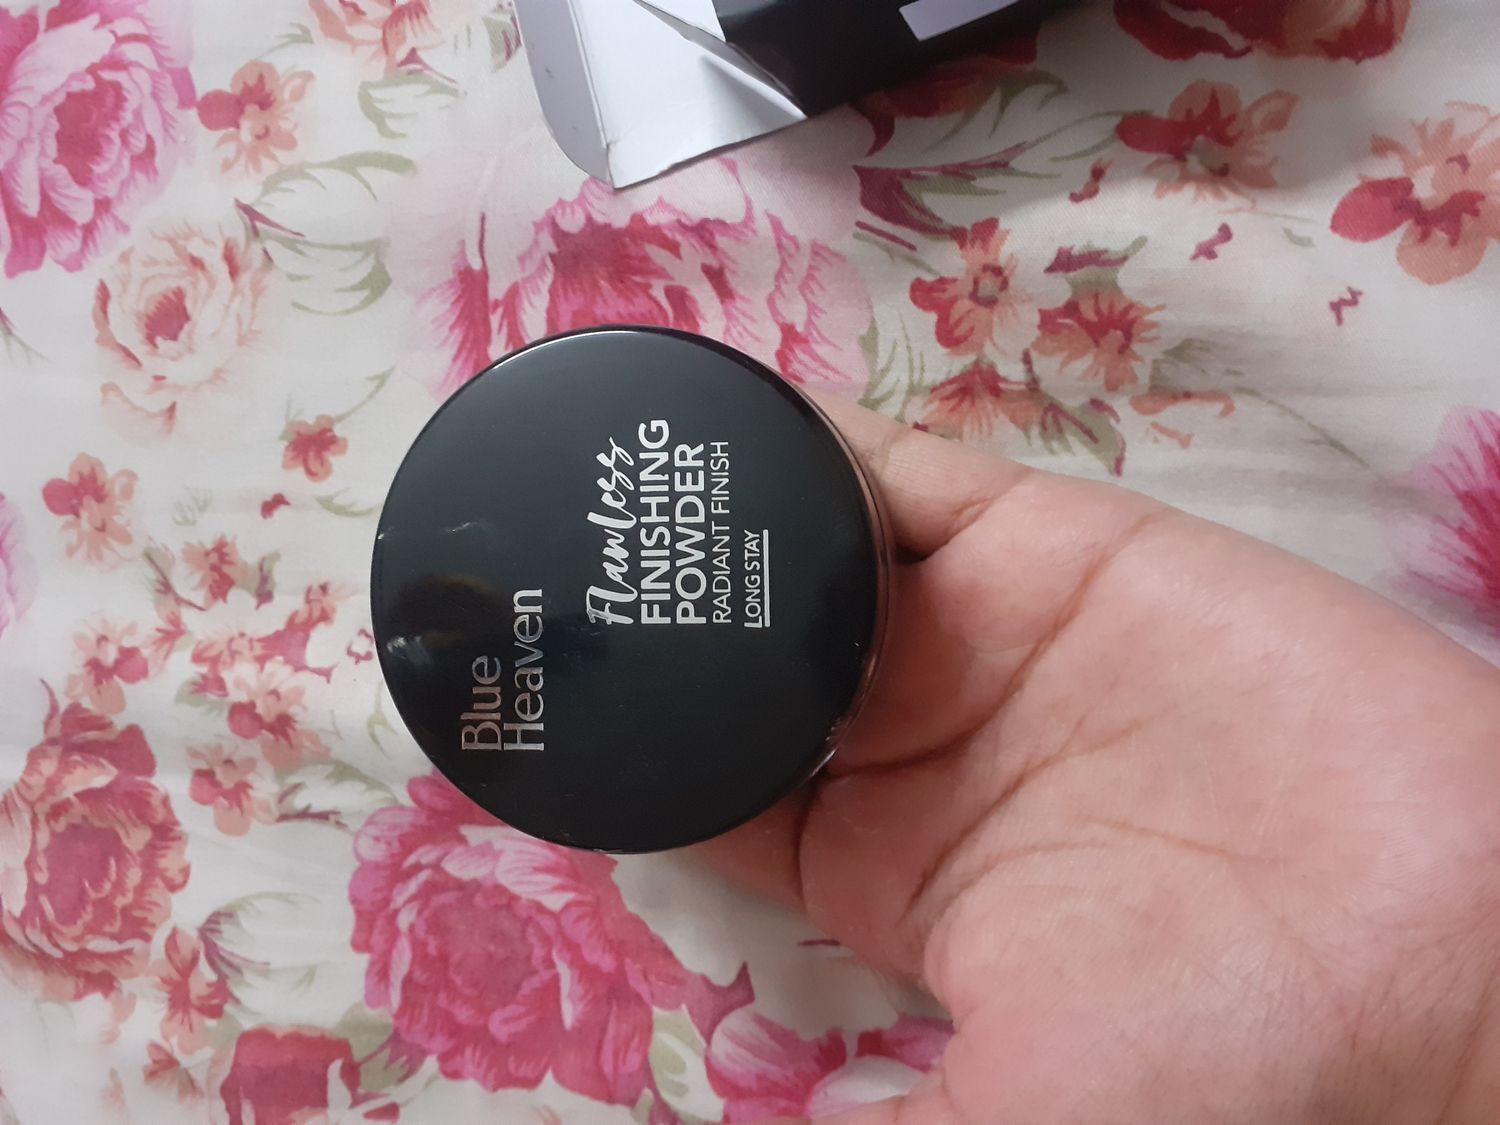 Blue
Heaven
Flawless
FINISHING
POWDER
RADIANT FINISH
LONG STAY